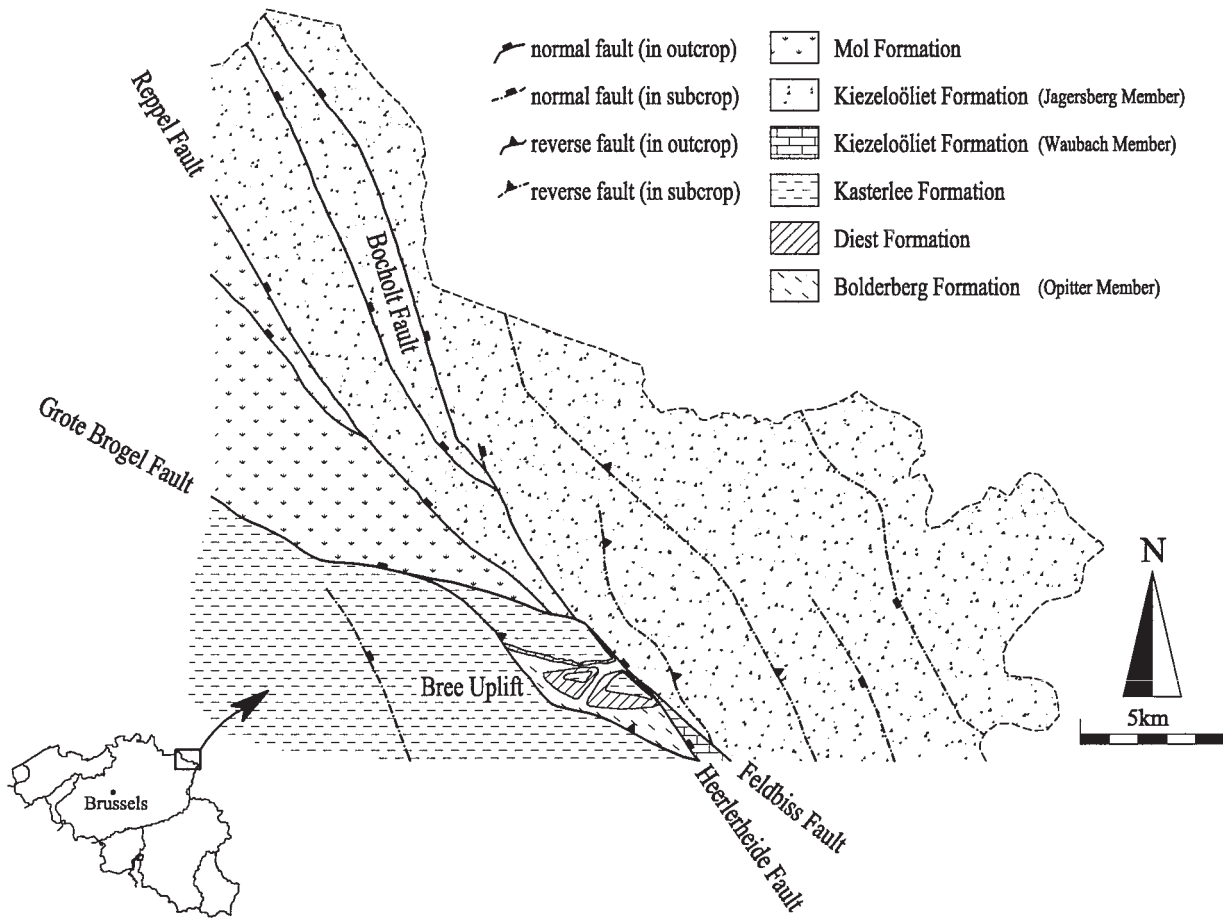 normal fault (in outcrop)
normal fault (in subcrop)
reverse fault (in outcrop)
reverse fault (in subcrop)
Mol Formation
Kiezeloöliet Formation (Jagersberg Member)
Kiezeloöliet Formation (Waubach Member)
Kasterlee Formation
Diest Formation
Bolderberg Formation (Opitter Member)
Reppel Fault
Bocholt Fault
Grote Brogel Fault
Bree Uplift
Feldbiss Fault
Heerlerheide Fault
N
5km
Brussels